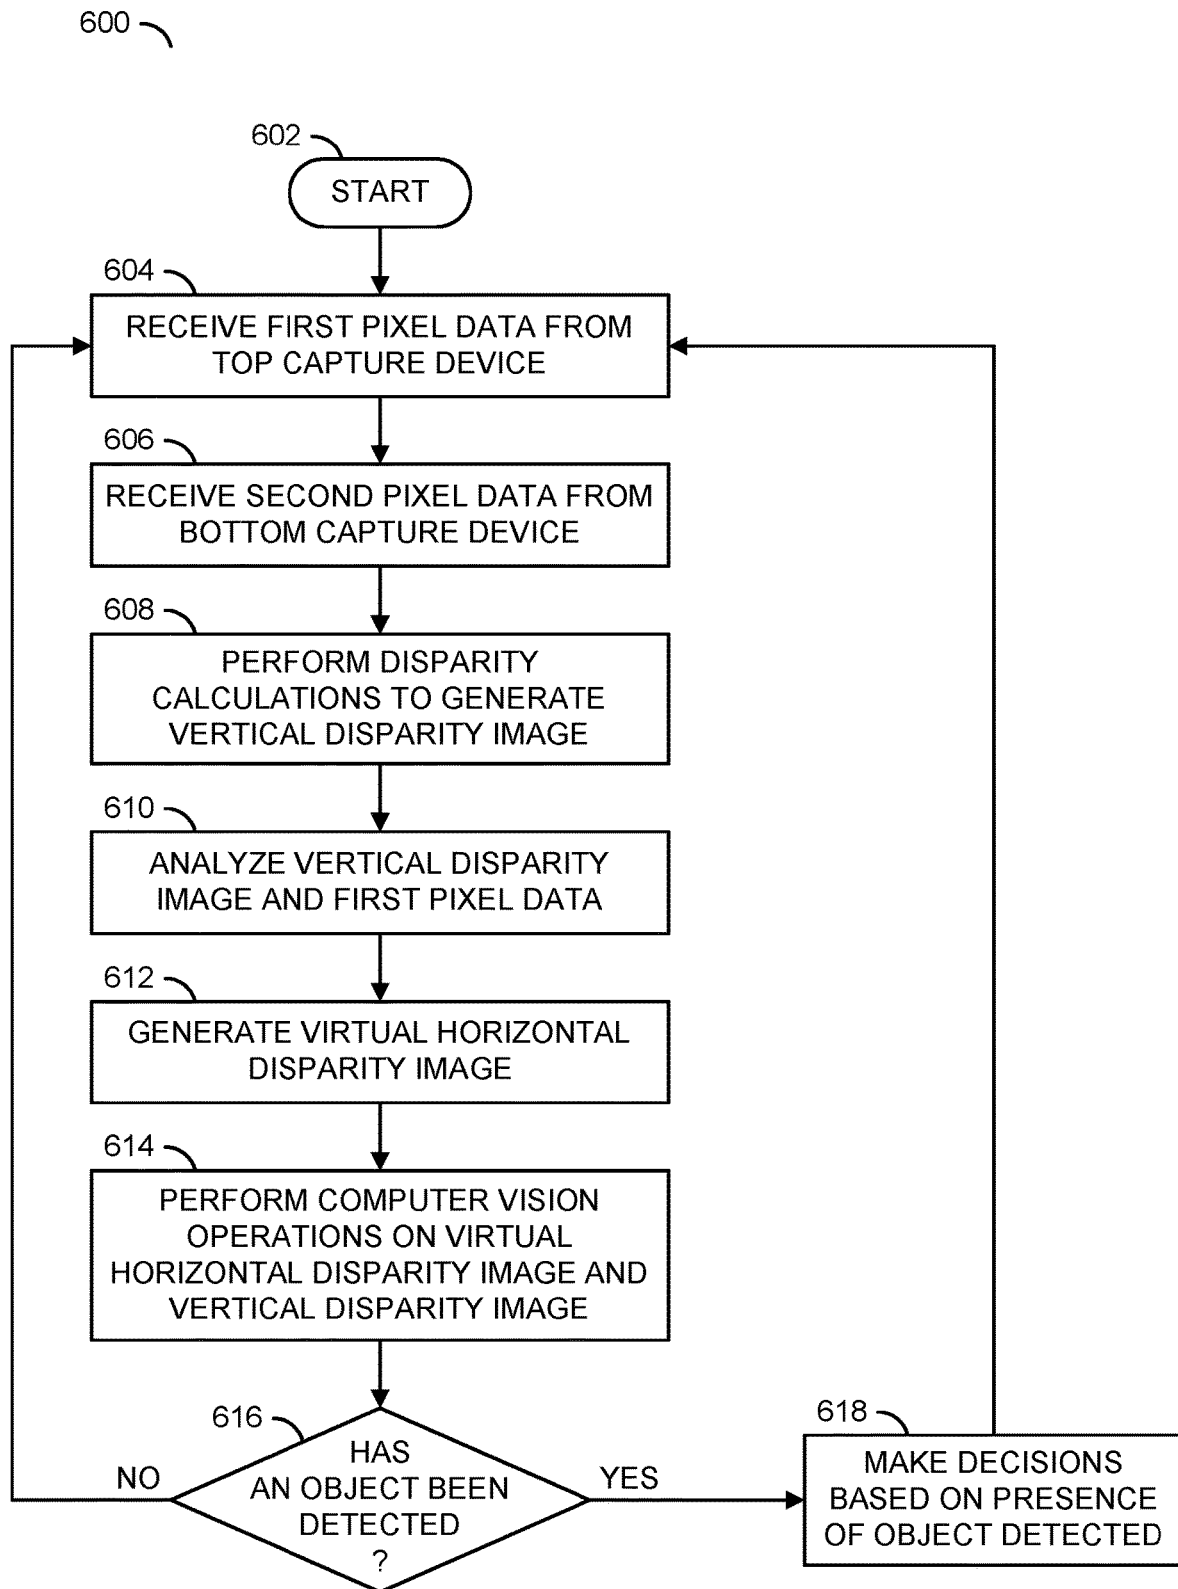 600
602
START
604
RECEIVE FIRST PIXEL DATA FROM
TOP CAPTURE DEVICE
606
RECEIVE SECOND PIXEL DATA FROM
BOTTOM CAPTURE DEVICE
608
PERFORM DISPARITY
CALCULATIONS TO GENERATE
VERTICAL DISPARITY IMAGE
610
ANALYZE VERTICAL DISPARITY
IMAGE AND FIRST PIXEL DATA
612
GENERATE VIRTUAL HORIZONTAL
DISPARITY IMAGE
614
PERFORM COMPUTER VISION
OPERATIONS ON VIRTUAL
HORIZONTAL DISPARITY IMAGE AND
VERTICAL DISPARITY IMAGE
616
HAS
AN OBJECT BEEN
DETECTED
?
NO
YES
618
MAKE DECISIONS
BASED ON PRESENCE
OF OBJECT DETECTED